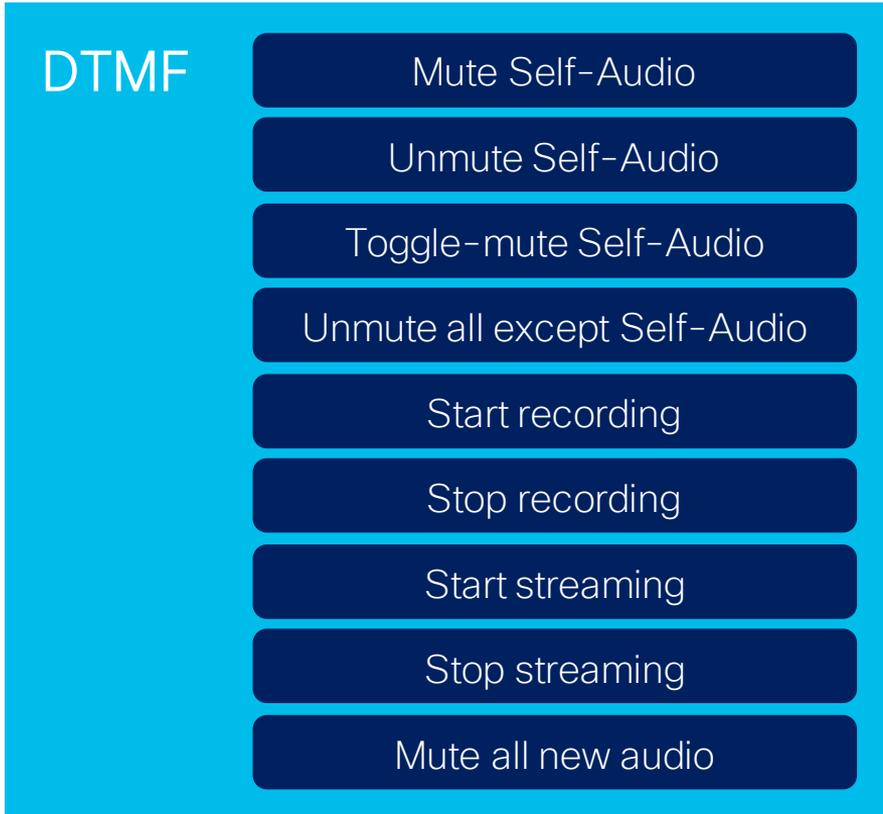 DTMF
Mute Self-Audio
Unmute Self-Audio
Toggle-mute Self-Audio
Unmute all except Self-Audio
Start recording
Stop recording
Start streaming
Stop streaming
Mute all new audio